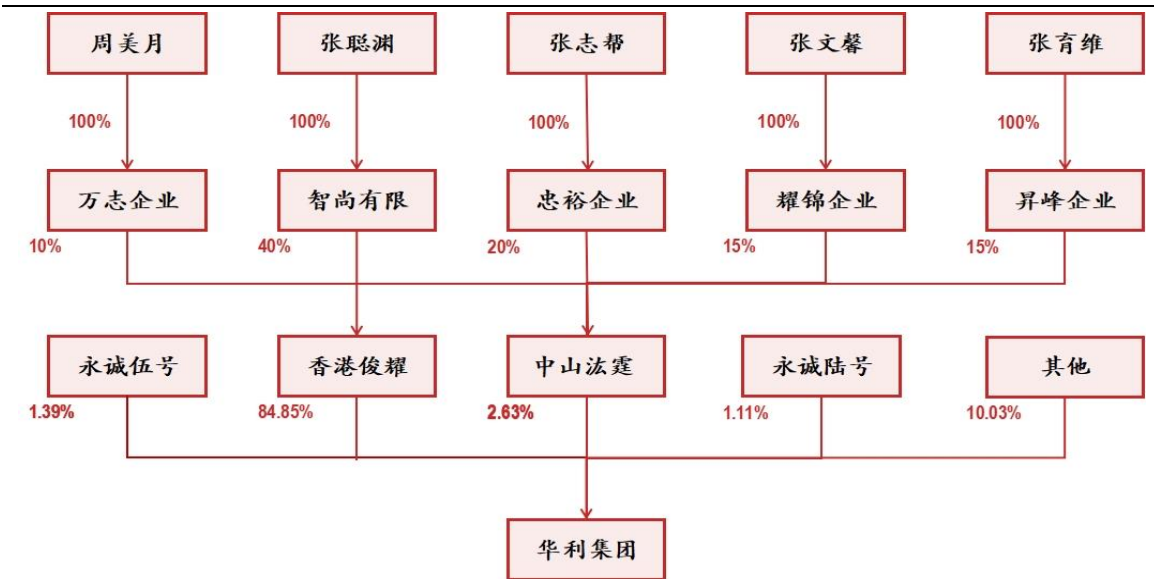 周美月
张聪渊
张志帮
张文馨
张育维
100%
100%
100%
100%
100%
万志企业
智尚有限
忠裕企业
耀锦企业
昇峰企业
10%
40%
20%
15%
15%
永诚伍号
香港俊耀
中山浤霆
永诚陆号
其他
1.39%
84.85%
2.63%
1.11%
10.03%
华利集团